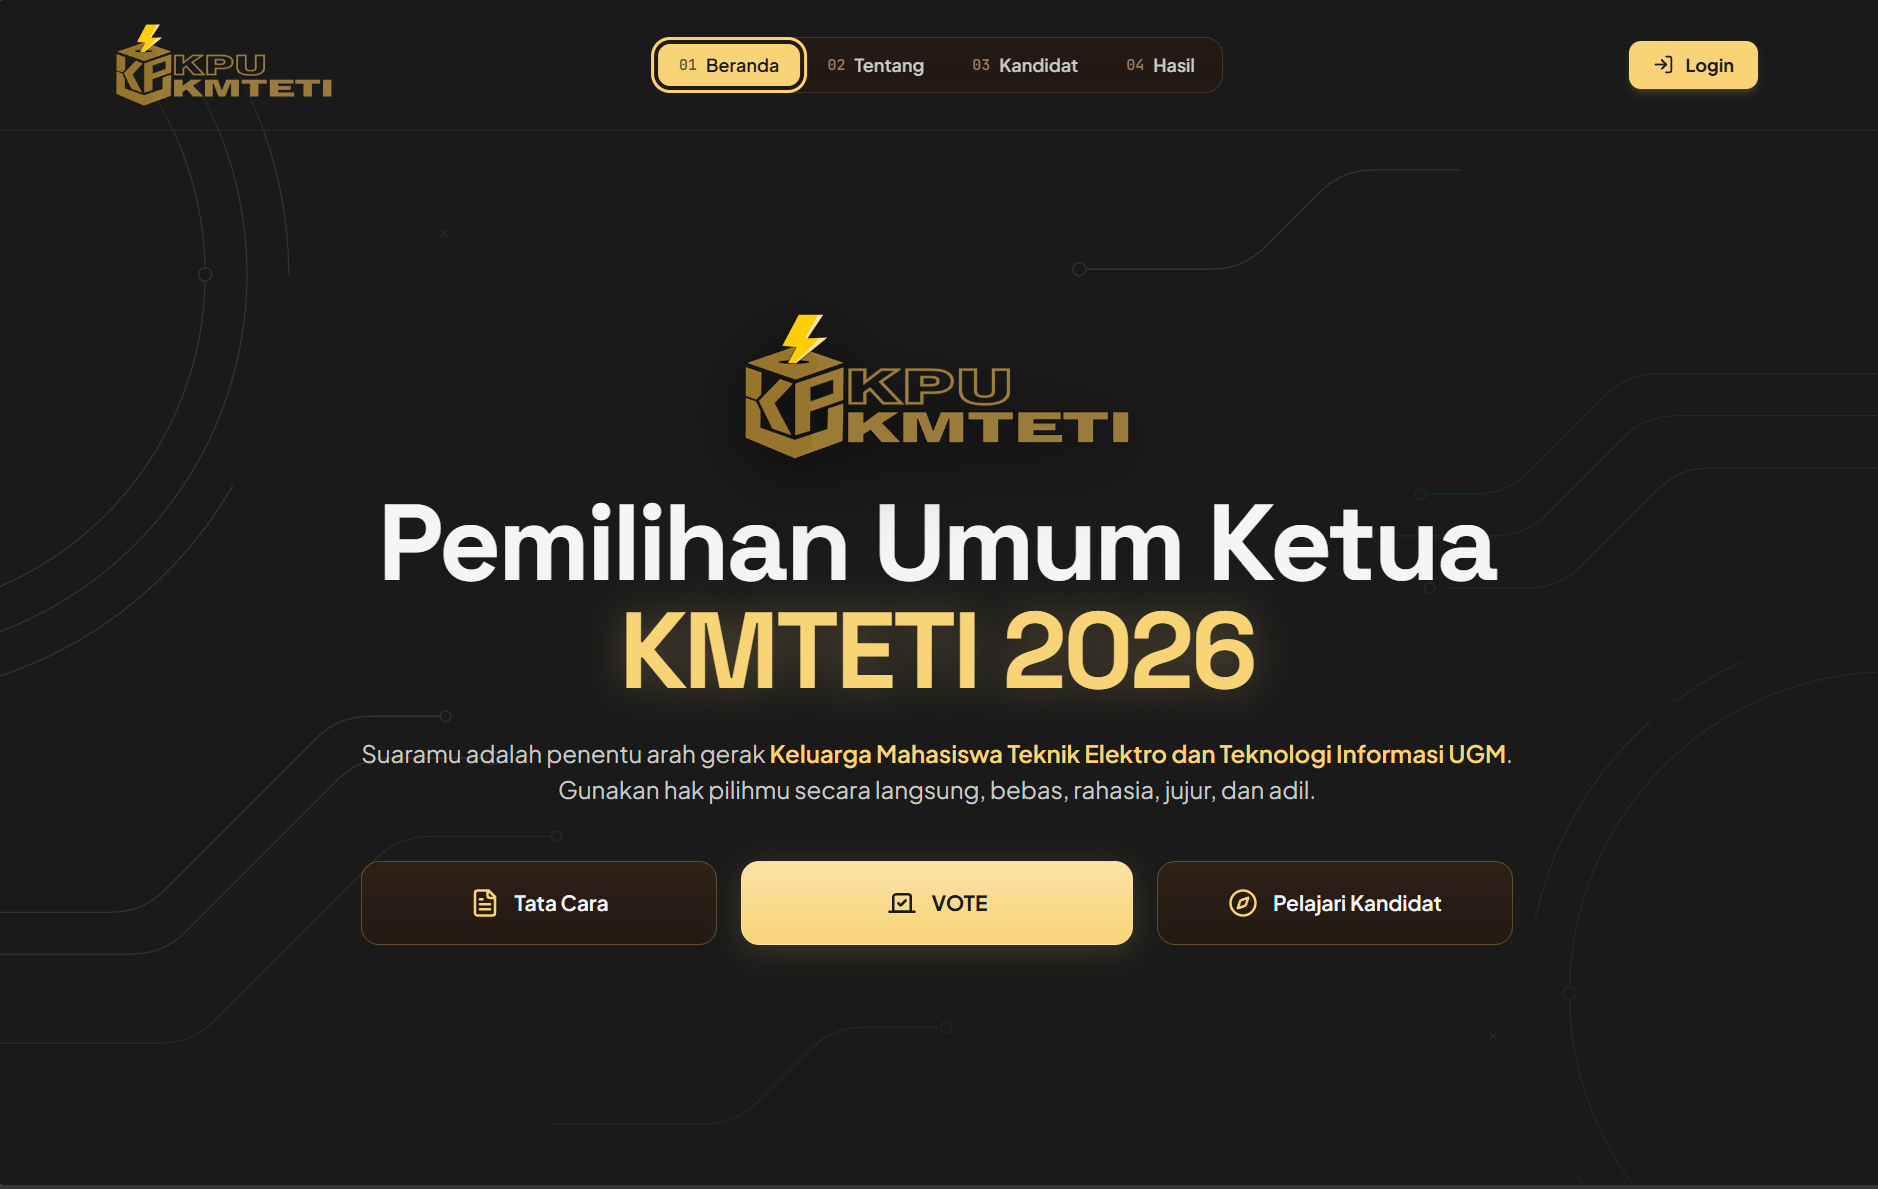 KPU
KMTETI
01 Beranda
02 Tentang
03 Kandidat
04 Hasil
Login
KPU
KMTETI
Pemilihan Umum Ketua
KMTETI 2026
Suaramu adalah penentu arah gerak Keluarga Mahasiswa Teknik Elektro dan Teknologi Informasi UGM.
Gunakan hak pilihmu secara langsung, bebas, rahasia, jujur, dan adil.
Tata Cara
VOTE
Pelajari Kandidat